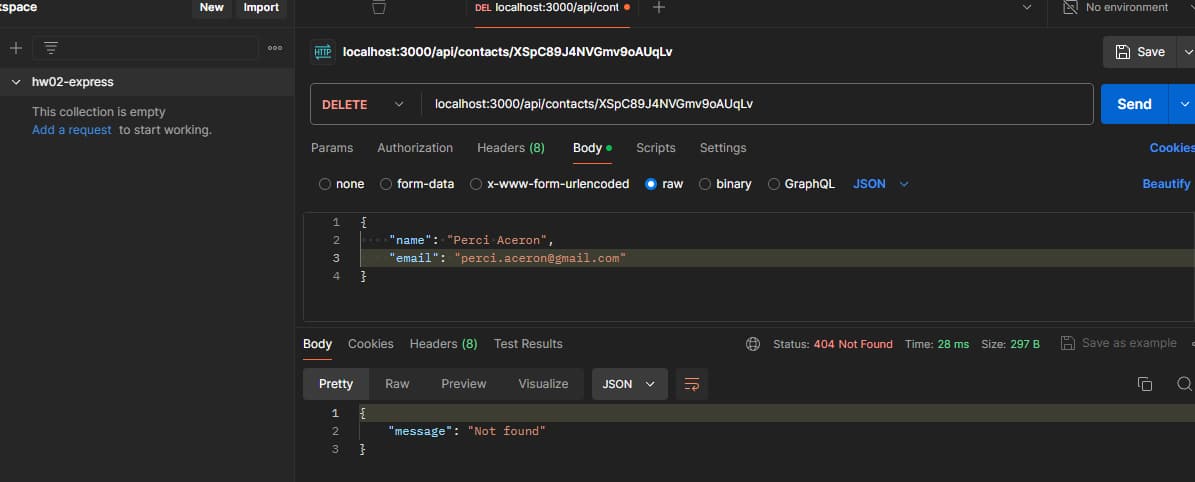 kspace New Import
DEL localhost:3000/api/cont No environment
HTTP localhost:3000/api/contacts/XSpC89J4NVGmv9oAUqLv Save
hw02-express
This collection is empty
Add a request to start working.
DELETE localhost:3000/api/contacts/XSpC89J4NVGmv9oAUqLv Send
Params Authorization Headers (8) Body Scripts Settings Cookies
none form-data x-www-form-urlencoded raw binary GraphQL JSON Beautify
1 {
2 "name": "Perci Aceron",
3 "email": "perci.aceron@gmail.com"
4 }
Body Cookies Headers (8) Test Results Status: 404 Not Found Time: 28 ms Size: 297 B Save as example
Pretty Raw Preview Visualize JSON
1 {
2 "message": "Not found"
3 }